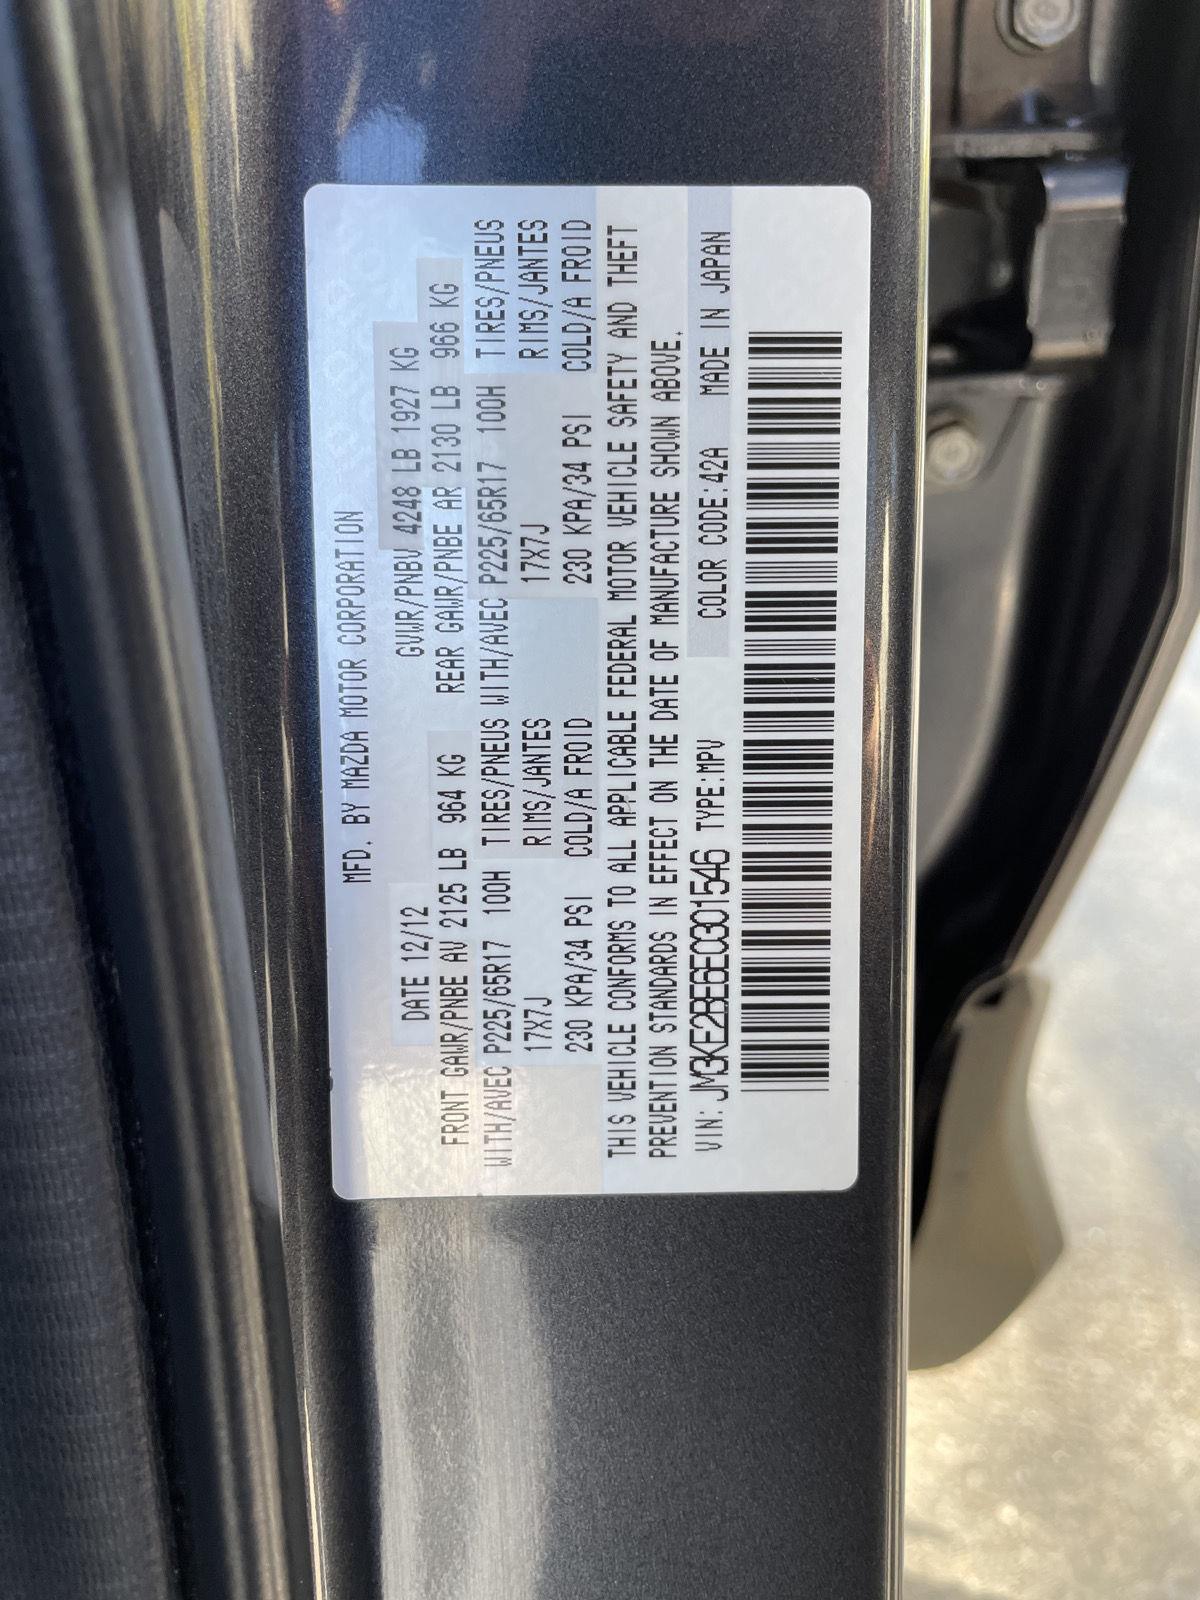 MFD. BY MAZDA MOTOR CORPORATION
DATE 12/12 GVWR/PNBV 4248 LB 1927 KG
FRONT GAWR/PNBE AV 2125 LB 964 KG REAR GAWR/PNBE AR 2130 LB 966 KG
WITH/AVEC P225/65R17 100H TIRES/PNEUS WITH/AVEC P225/65R17 100H TIRES/PNEUS
17X7J RIMS/JANTES 17X7J RIMS/JANTES
230 KPA/34 PSI COLD/A FROID 230 KPA/34 PSI COLD/A FROID
THIS VEHICLE CONFORMS TO ALL APPLICABLE FEDERAL MOTOR VEHICLE SAFETY AND THEFT
PREVENTION STANDARDS IN EFFECT ON THE DATE OF MANUFACTURE SHOWN ABOVE.
VIN: JM3KE2BE6E0301546 TYPE:MPV COLOR CODE:42A MADE IN JAPAN